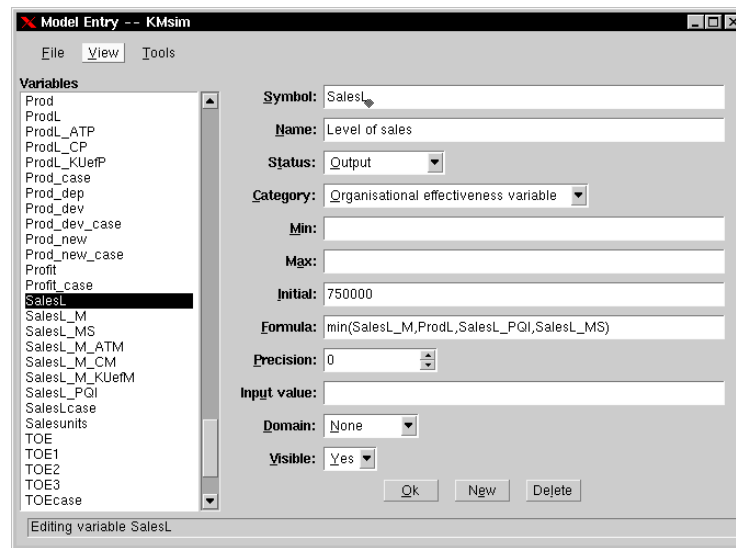 Model Entry -- KMsim
File View Tools
Variables
Prod
ProdL
ProdL_ATP
ProdL_CP
ProdL_KUefP
Prod_case
Prod_dep
Prod_dev
Prod_dev_case
Prod_new
Prod_new_case
Profit
Profit_case
SalesL
SalesL_M
SalesL_MS
SalesL_M_ATM
SalesL_M_CM
SalesL_M_KUefM
SalesL_PQI
SalesLcase
Salesunits
TOE
TOE1
TOE2
TOE3
TOEcase
Symbol: SalesL
Name: Level of sales
Status: Output
Category: Organisational effectiveness variable
Min:
Max:
Initial: 750000
Formula: min(SalesL_M,ProdL,SalesL_PQI,SalesL_MS)
Precision: 0
Input value:
Domain: None
Visible: Yes
Ok New Delete
Editing variable SalesL